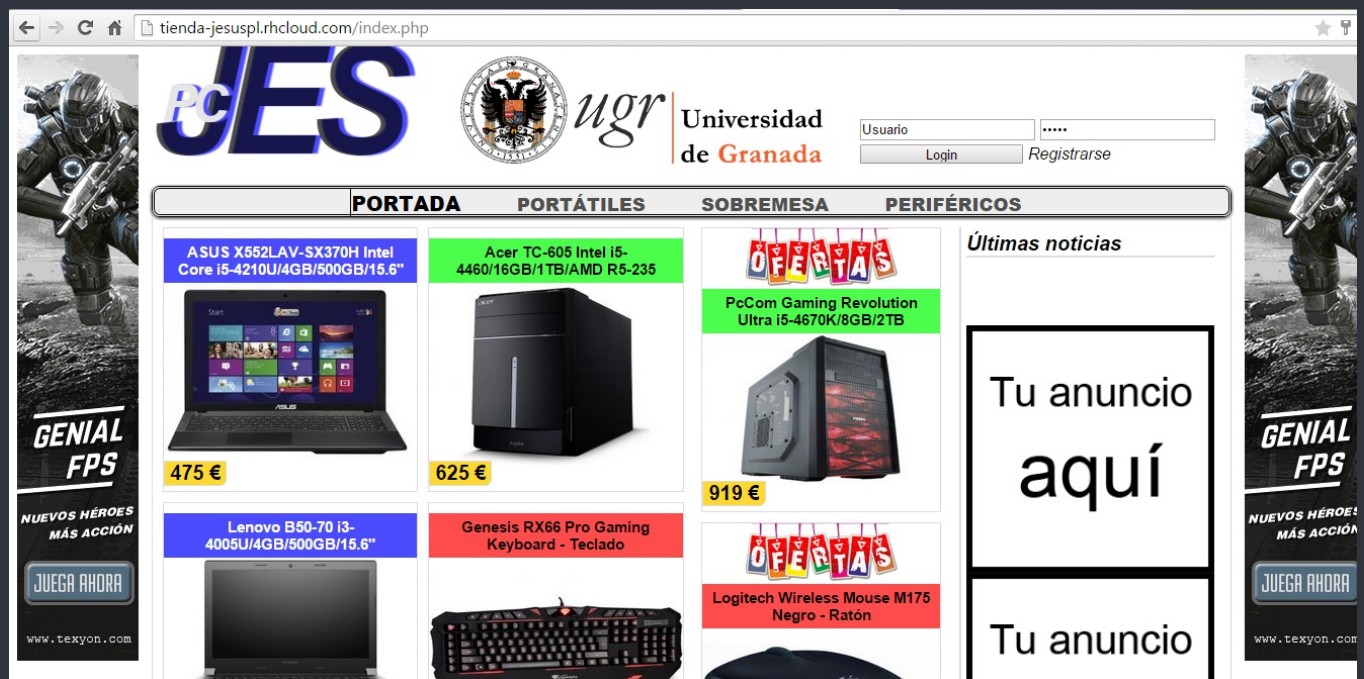 tienda-jesuspl.rhcloud.com/index.php
PC JES
ugr
Universidad
de Granada
1531
Usuario
•••••
Login
Registrarse
PORTADA
PORTÁTILES
SOBREMESA
PERIFÉRICOS
ASUS X552LAV-SX370H Intel
Core i5-4210U/4GB/500GB/15.6"
Start
ASUS
475 €
Acer TC-605 Intel i5-
4460/16GB/1TB/AMD R5-235
acer
625 €
OFERTAS
PcCom Gaming Revolution
Ultra i5-4670K/8GB/2TB
919 €
Lenovo B50-70 i3-
4005U/4GB/500GB/15.6"
Genesis RX66 Pro Gaming
Keyboard - Teclado
OFERTAS
Logitech Wireless Mouse M175
Negro - Ratón
Últimas noticias
Tu anuncio
aquí
Tu anuncio
GENIAL
FPS
NUEVOS HÉROES
MÁS ACCIÓN
JUEGA AHORA
www.texyon.com
GENIAL
FPS
NUEVOS HÉROES
MÁS ACCIÓN
JUEGA AHORA
www.texyon.com